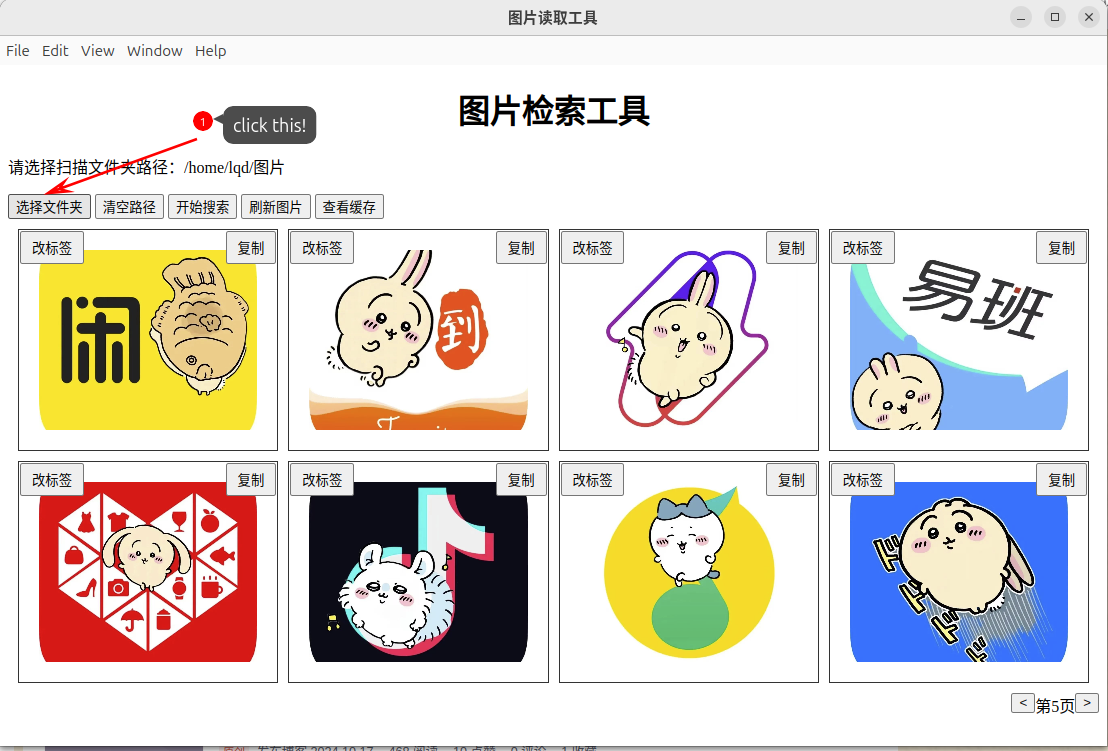 图片读取工具
File Edit View Window Help
图片检索工具
1
click this!
请选择扫描文件夹路径：/home/lqd/图片
选择文件夹 清空路径 开始搜索 刷新图片 查看缓存
改标签 复制 改标签 复制 改标签 复制 改标签 复制
闲
到
易班
改标签 复制 改标签 复制 改标签 复制 改标签 复制
ドドド
< 第5页 >